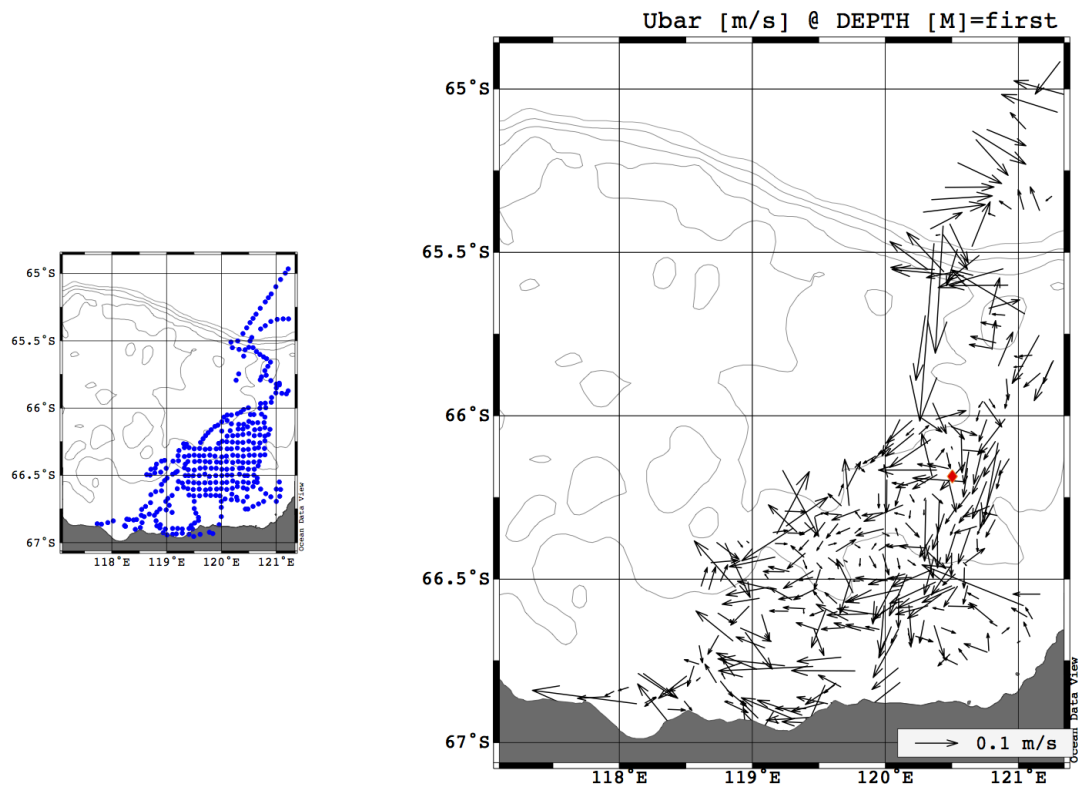 Ubar [m/s] @ DEPTH [M]=first
65°S
65.5°S
66°S
66.5°S
67°S
118°E
119°E
120°E
121°E
Ocean Data View
65°S
65.5°S
66°S
66.5°S
67°S
118°E
119°E
120°E
121°E
0.1 m/s
Ocean Data View